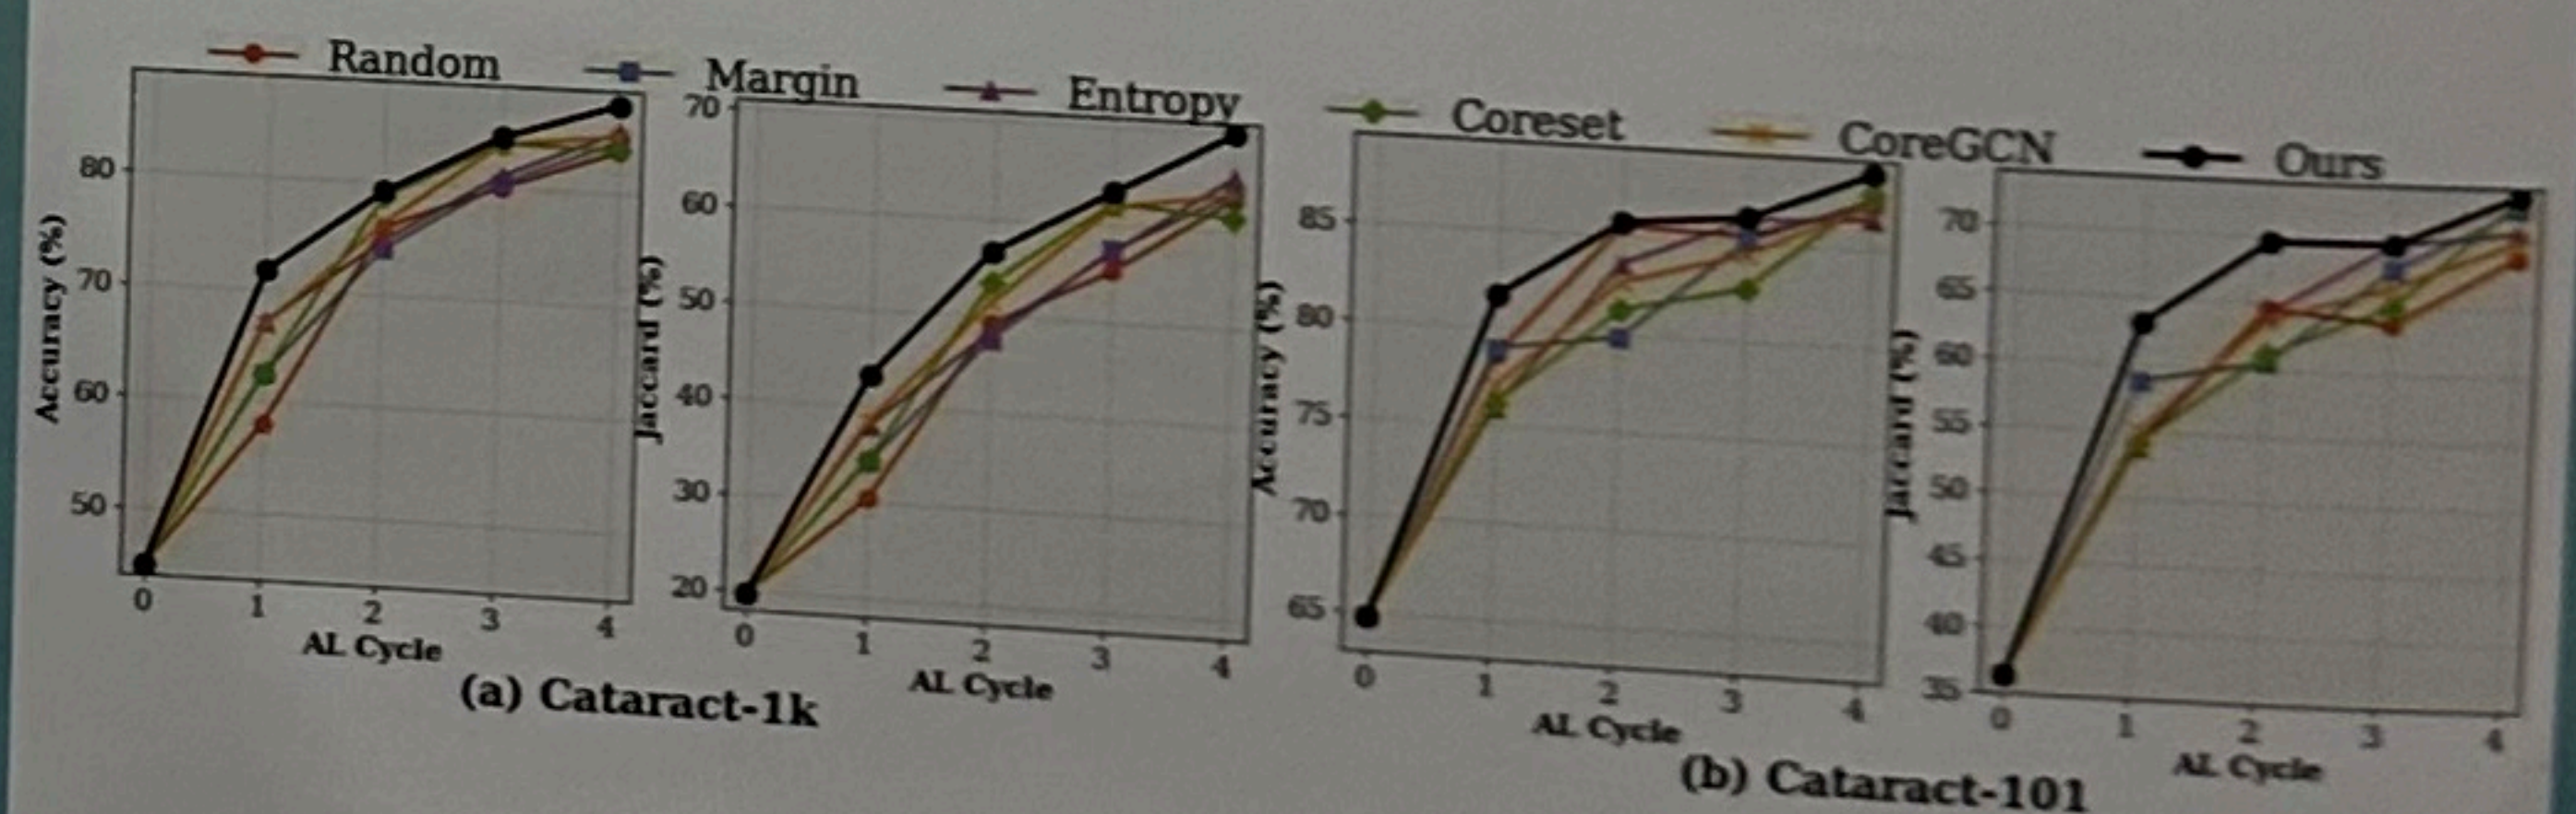 Random Margin Entropy Coreset CoreGCN Ours
Accuracy (%)
80
70
60
50
0 1 2 3 4
AL Cycle
Jaccard (%)
70
60
50
40
30
20
0 1 2 3 4
AL Cycle
(a) Cataract-1k
Accuracy (%)
85
80
75
70
65
0 1 2 3 4
AL Cycle
Jaccard (%)
70
65
60
55
50
45
40
35
0 1 2 3 4
AL Cycle
(b) Cataract-101